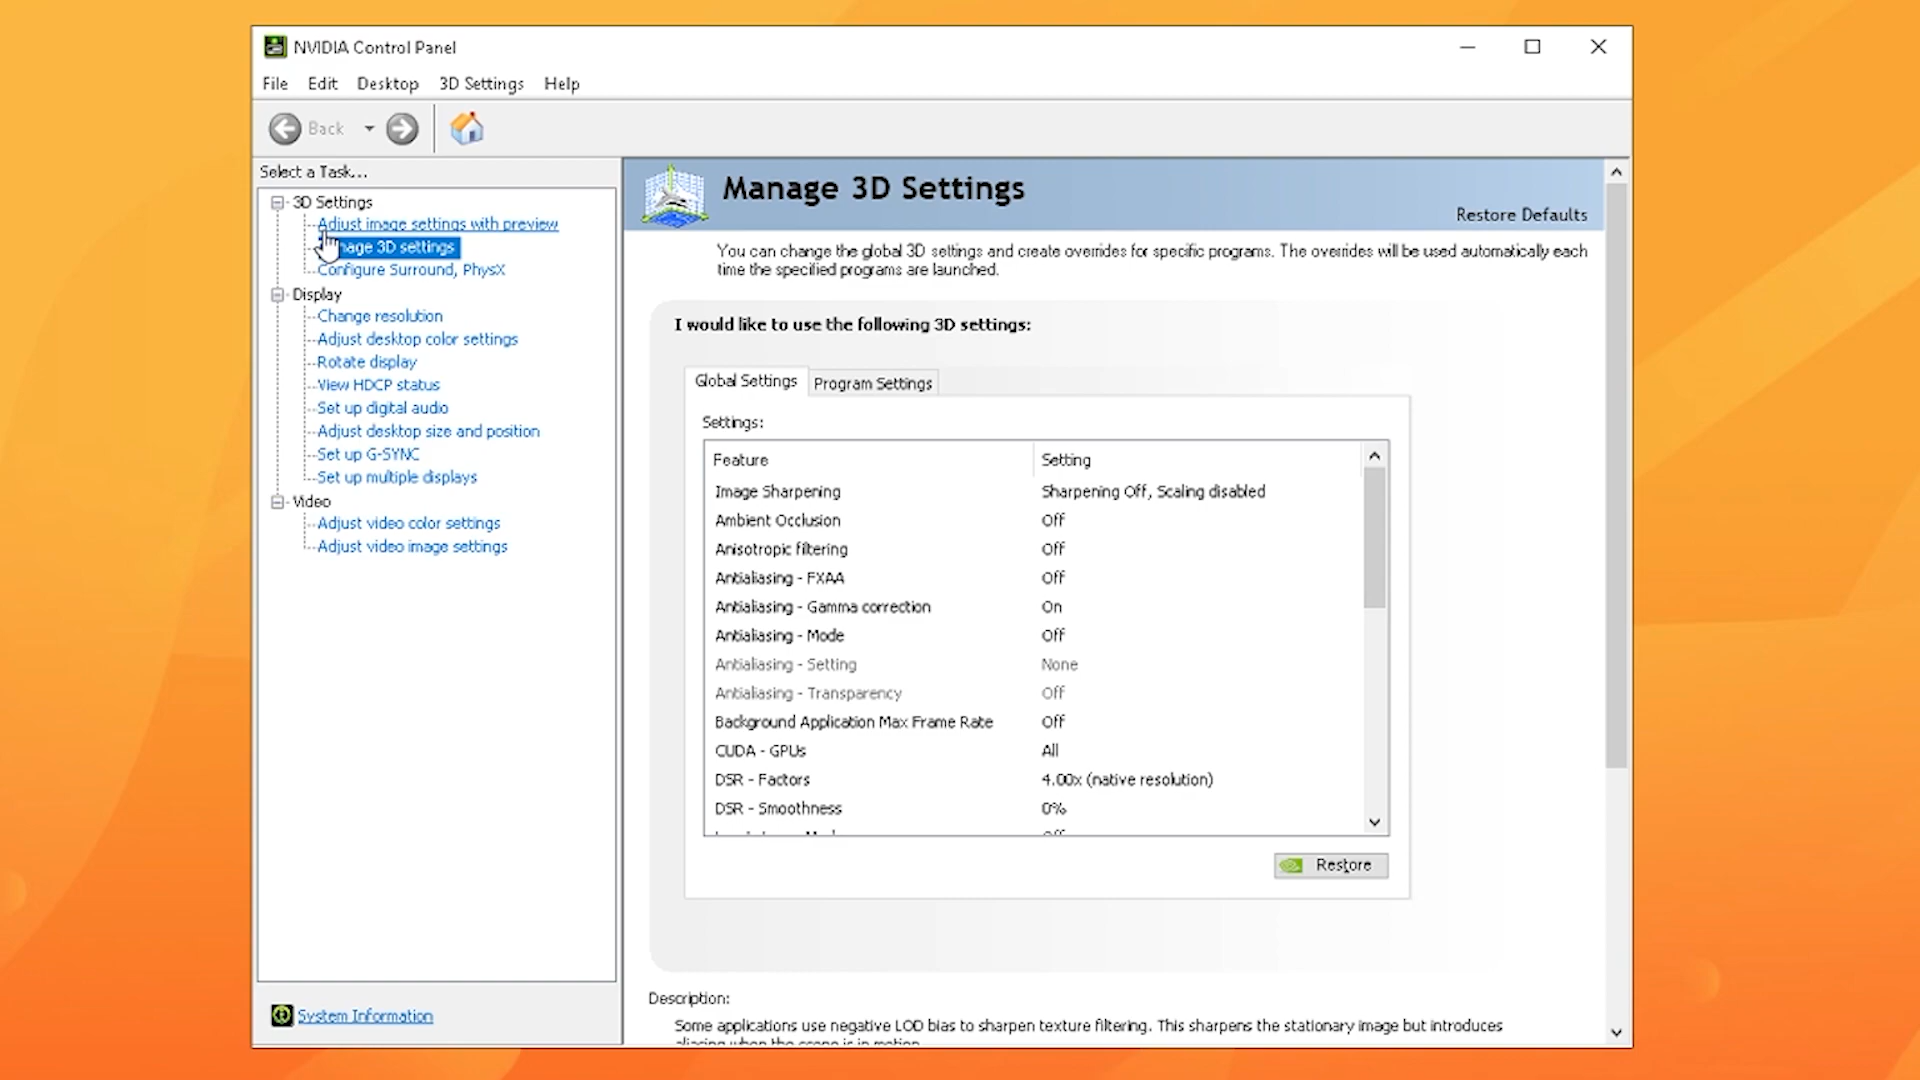 NVIDIA Control Panel
File Edit Desktop 3D Settings Help
Back
Select a Task...
3D Settings
Adjust image settings with preview
nage 3D settings
Configure Surround, PhysX
Display
Change resolution
Adjust desktop color settings
Rotate display
View HDCP status
Set up digital audio
Adjust desktop size and position
Set up G-SYNC
Set up multiple displays
Video
Adjust video color settings
Adjust video image settings
System Information
Manage 3D Settings
Restore Defaults
You can change the global 3D settings and create overrides for specific programs. The overrides will be used automatically each
time the specified programs are launched.
I would like to use the following 3D settings:
Global Settings Program Settings
Settings:
Feature Setting
Image Sharpening Sharpening Off, Scaling disabled
Ambient Occlusion Off
Anisotropic filtering Off
Antialiasing - FXAA Off
Antialiasing - Gamma correction On
Antialiasing - Mode Off
Antialiasing - Setting None
Antialiasing - Transparency Off
Background Application Max Frame Rate Off
CUDA - GPUs All
DSR - Factors 4.00x (native resolution)
DSR - Smoothness 0%
Restore
Description:
Some applications use negative LOD bias to sharpen texture filtering. This sharpens the stationary image but introduces
aliasing when the scene is in motion.